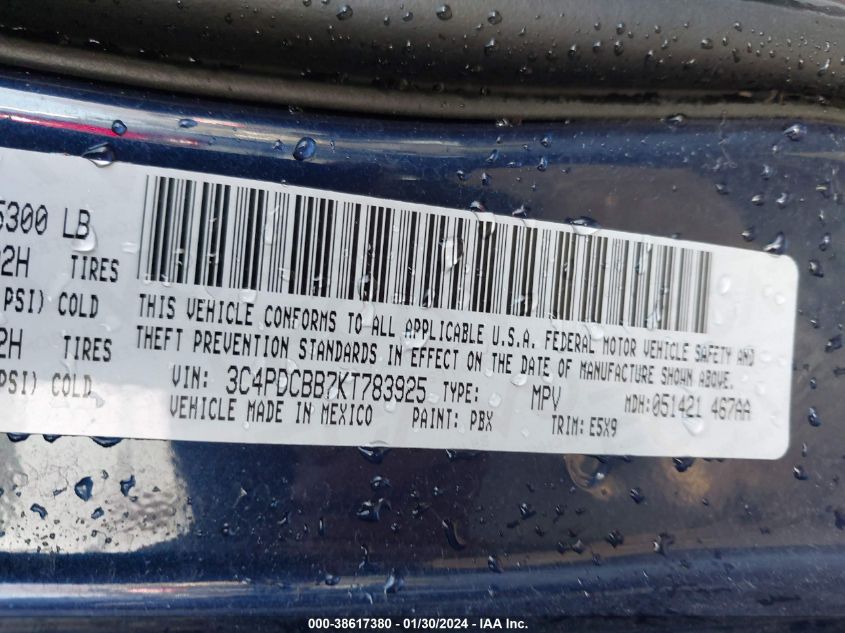 5300 LB
02H TIRES
PSI) COLD
2H TIRES
PSI) COLD
THIS VEHICLE CONFORMS TO ALL APPLICABLE U.S.A. FEDERAL MOTOR VEHICLE SAFETY AND
THEFT PREVENTION STANDARDS IN EFFECT ON THE DATE OF MANUFACTURE SHOWN ABOVE.
VIN: 3C4PDCBB7KT783925 TYPE: MPV MDH: 051421 467AA
VEHICLE MADE IN MEXICO PAINT: PBX TRIM: E5X9
000-38617380 - 01/30/2024 - IAA Inc.